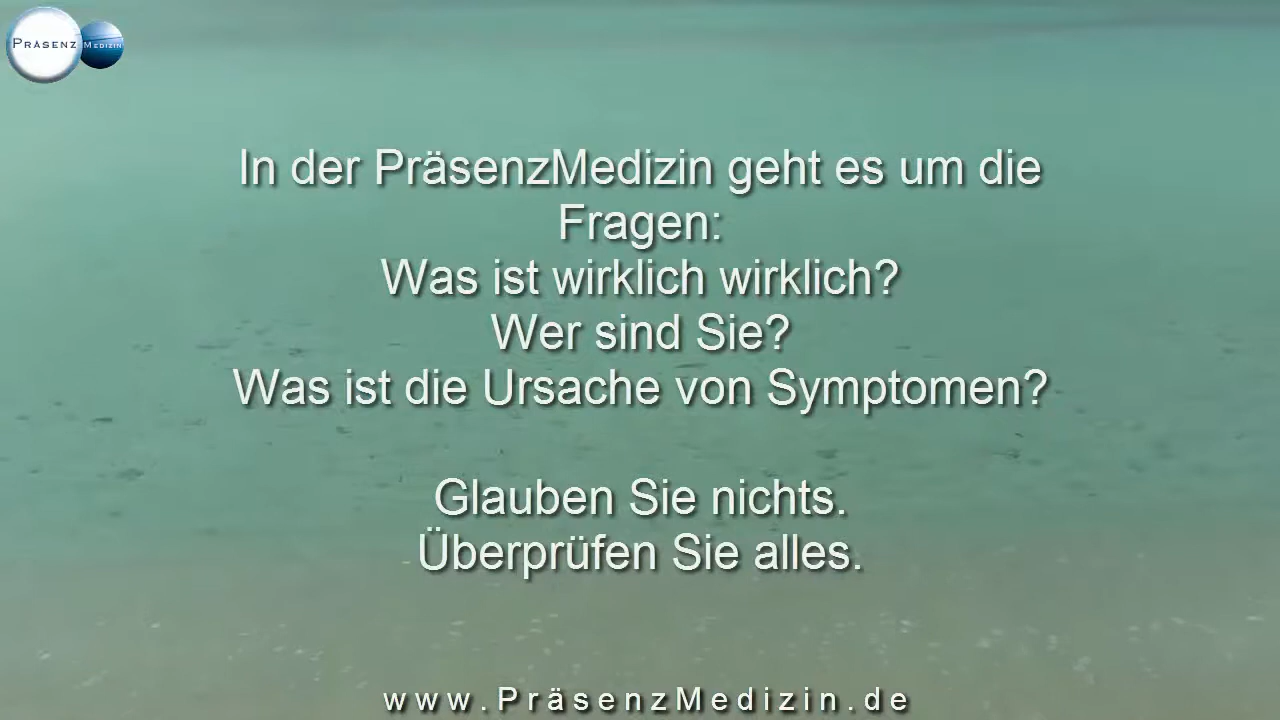 PRÄSENZ MEDIZIN
In der PräsenzMedizin geht es um die
Fragen:
Was ist wirklich wirklich?
Wer sind Sie?
Was ist die Ursache von Symptomen?
Glauben Sie nichts.
Überprüfen Sie alles.
www.PräsenzMedizin.de